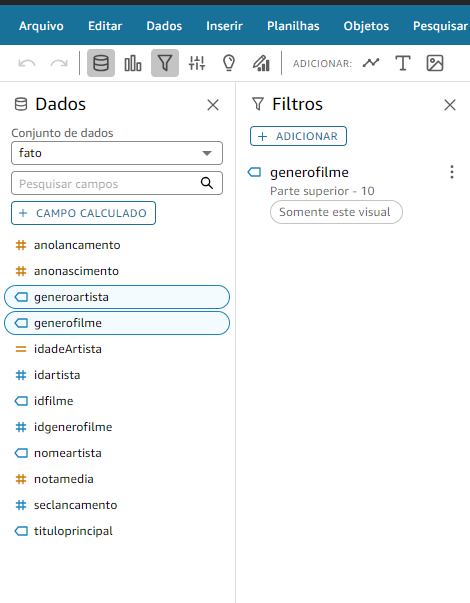 Arquivo Editar Dados Inserir Planilhas Objetos Pesquisar
ADICIONAR:
Dados
Conjunto de dados
fato
Pesquisar campos
+ CAMPO CALCULADO
anolancamento
anonascimento
generoartista
generofilme
idadeArtista
idartista
idfilme
idgenerofilme
nomeartista
notamedia
seclancamento
tituloprincipal
Filtros
+ ADICIONAR
generofilme
Parte superior - 10
Somente este visual